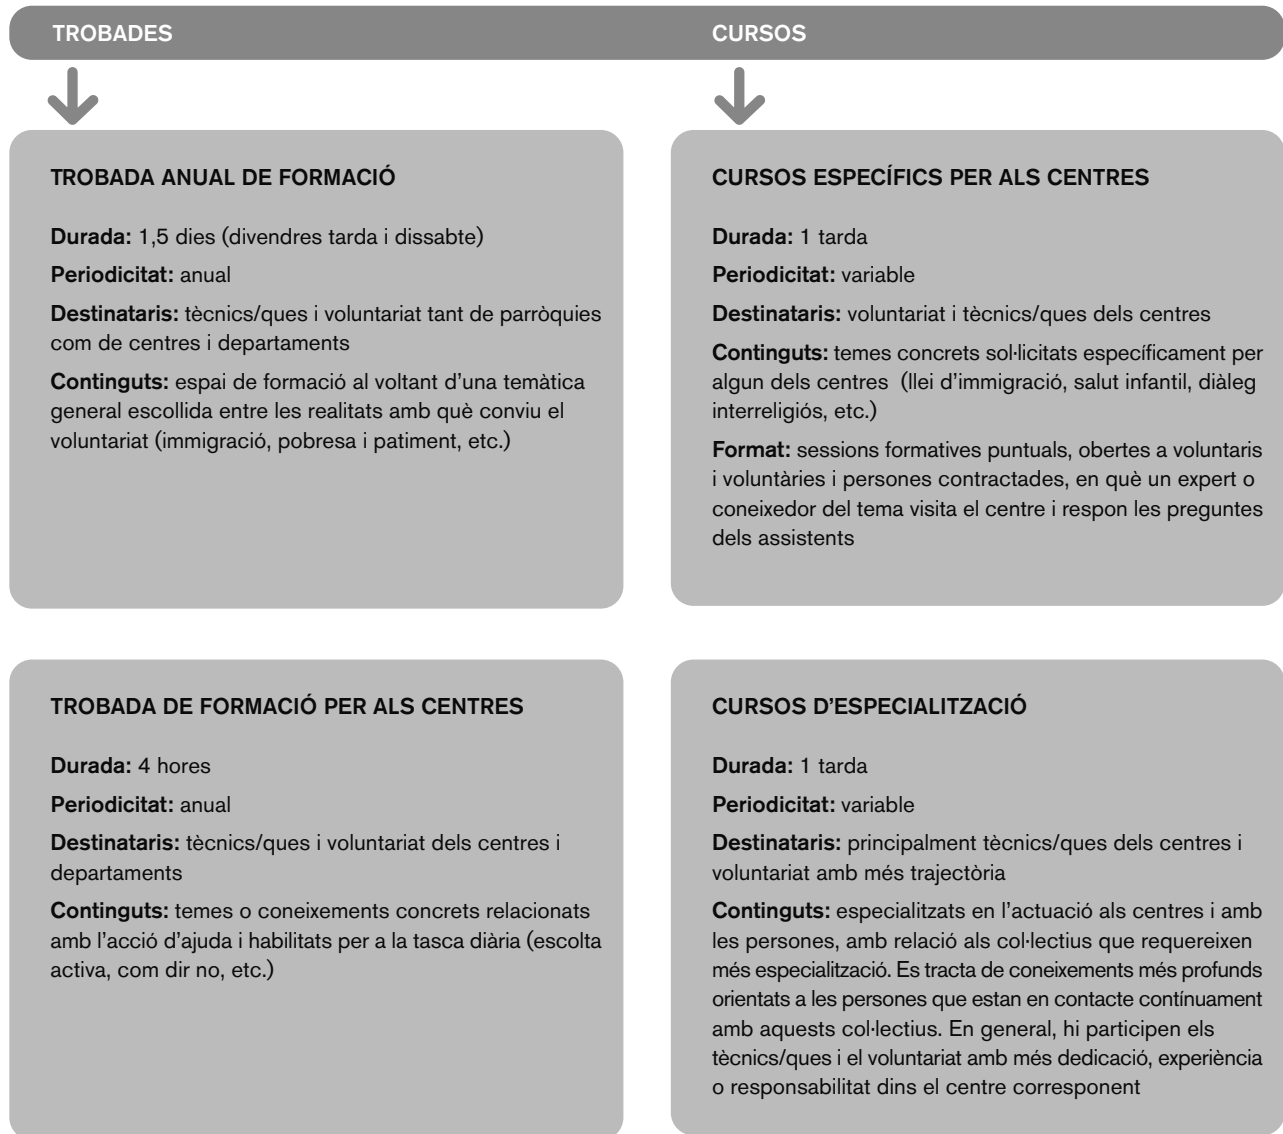 TROBADES
CURSOS
TROBADA ANUAL DE FORMACIÓ
Durada: 1,5 dies (divendres tarda i dissabte)
Periodicitat: anual
Destinataris: tècnics/ques i voluntariat tant de parròquies
com de centres i departaments
Continguts: espai de formació al voltant d’una temàtica
general escollida entre les realitats amb què conviu el
voluntariat (immigració, pobresa i patiment, etc.)
CURSOS ESPECÍFICS PER ALS CENTRES
Durada: 1 tarda
Periodicitat: variable
Destinataris: voluntariat i tècnics/ques dels centres
Continguts: temes concrets sol·licitats específicament per
algun dels centres (llei d’immigració, salut infantil, diàleg
interreligiós, etc.)
Format: sessions formatives puntuals, obertes a voluntaris
i voluntàries i persones contractades, en què un expert o
coneixedor del tema visita el centre i respon les preguntes
dels assistents
TROBADA DE FORMACIÓ PER ALS CENTRES
Durada: 4 hores
Periodicitat: anual
Destinataris: tècnics/ques i voluntariat dels centres i
departaments
Continguts: temes o coneixements concrets relacionats
amb l’acció d’ajuda i habilitats per a la tasca diària (escolta
activa, com dir no, etc.)
CURSOS D’ESPECIALITZACIÓ
Durada: 1 tarda
Periodicitat: variable
Destinataris: principalment tècnics/ques dels centres i
voluntariat amb més trajectòria
Continguts: especialitzats en l’actuació als centres i amb
les persones, amb relació als col·lectius que requereixen
més especialització. Es tracta de coneixements més profunds
orientats a les persones que estan en contacte contínuament
amb aquests col·lectius. En general, hi participen els
tècnics/ques i el voluntariat amb més dedicació, experiència
o responsabilitat dins el centre corresponent